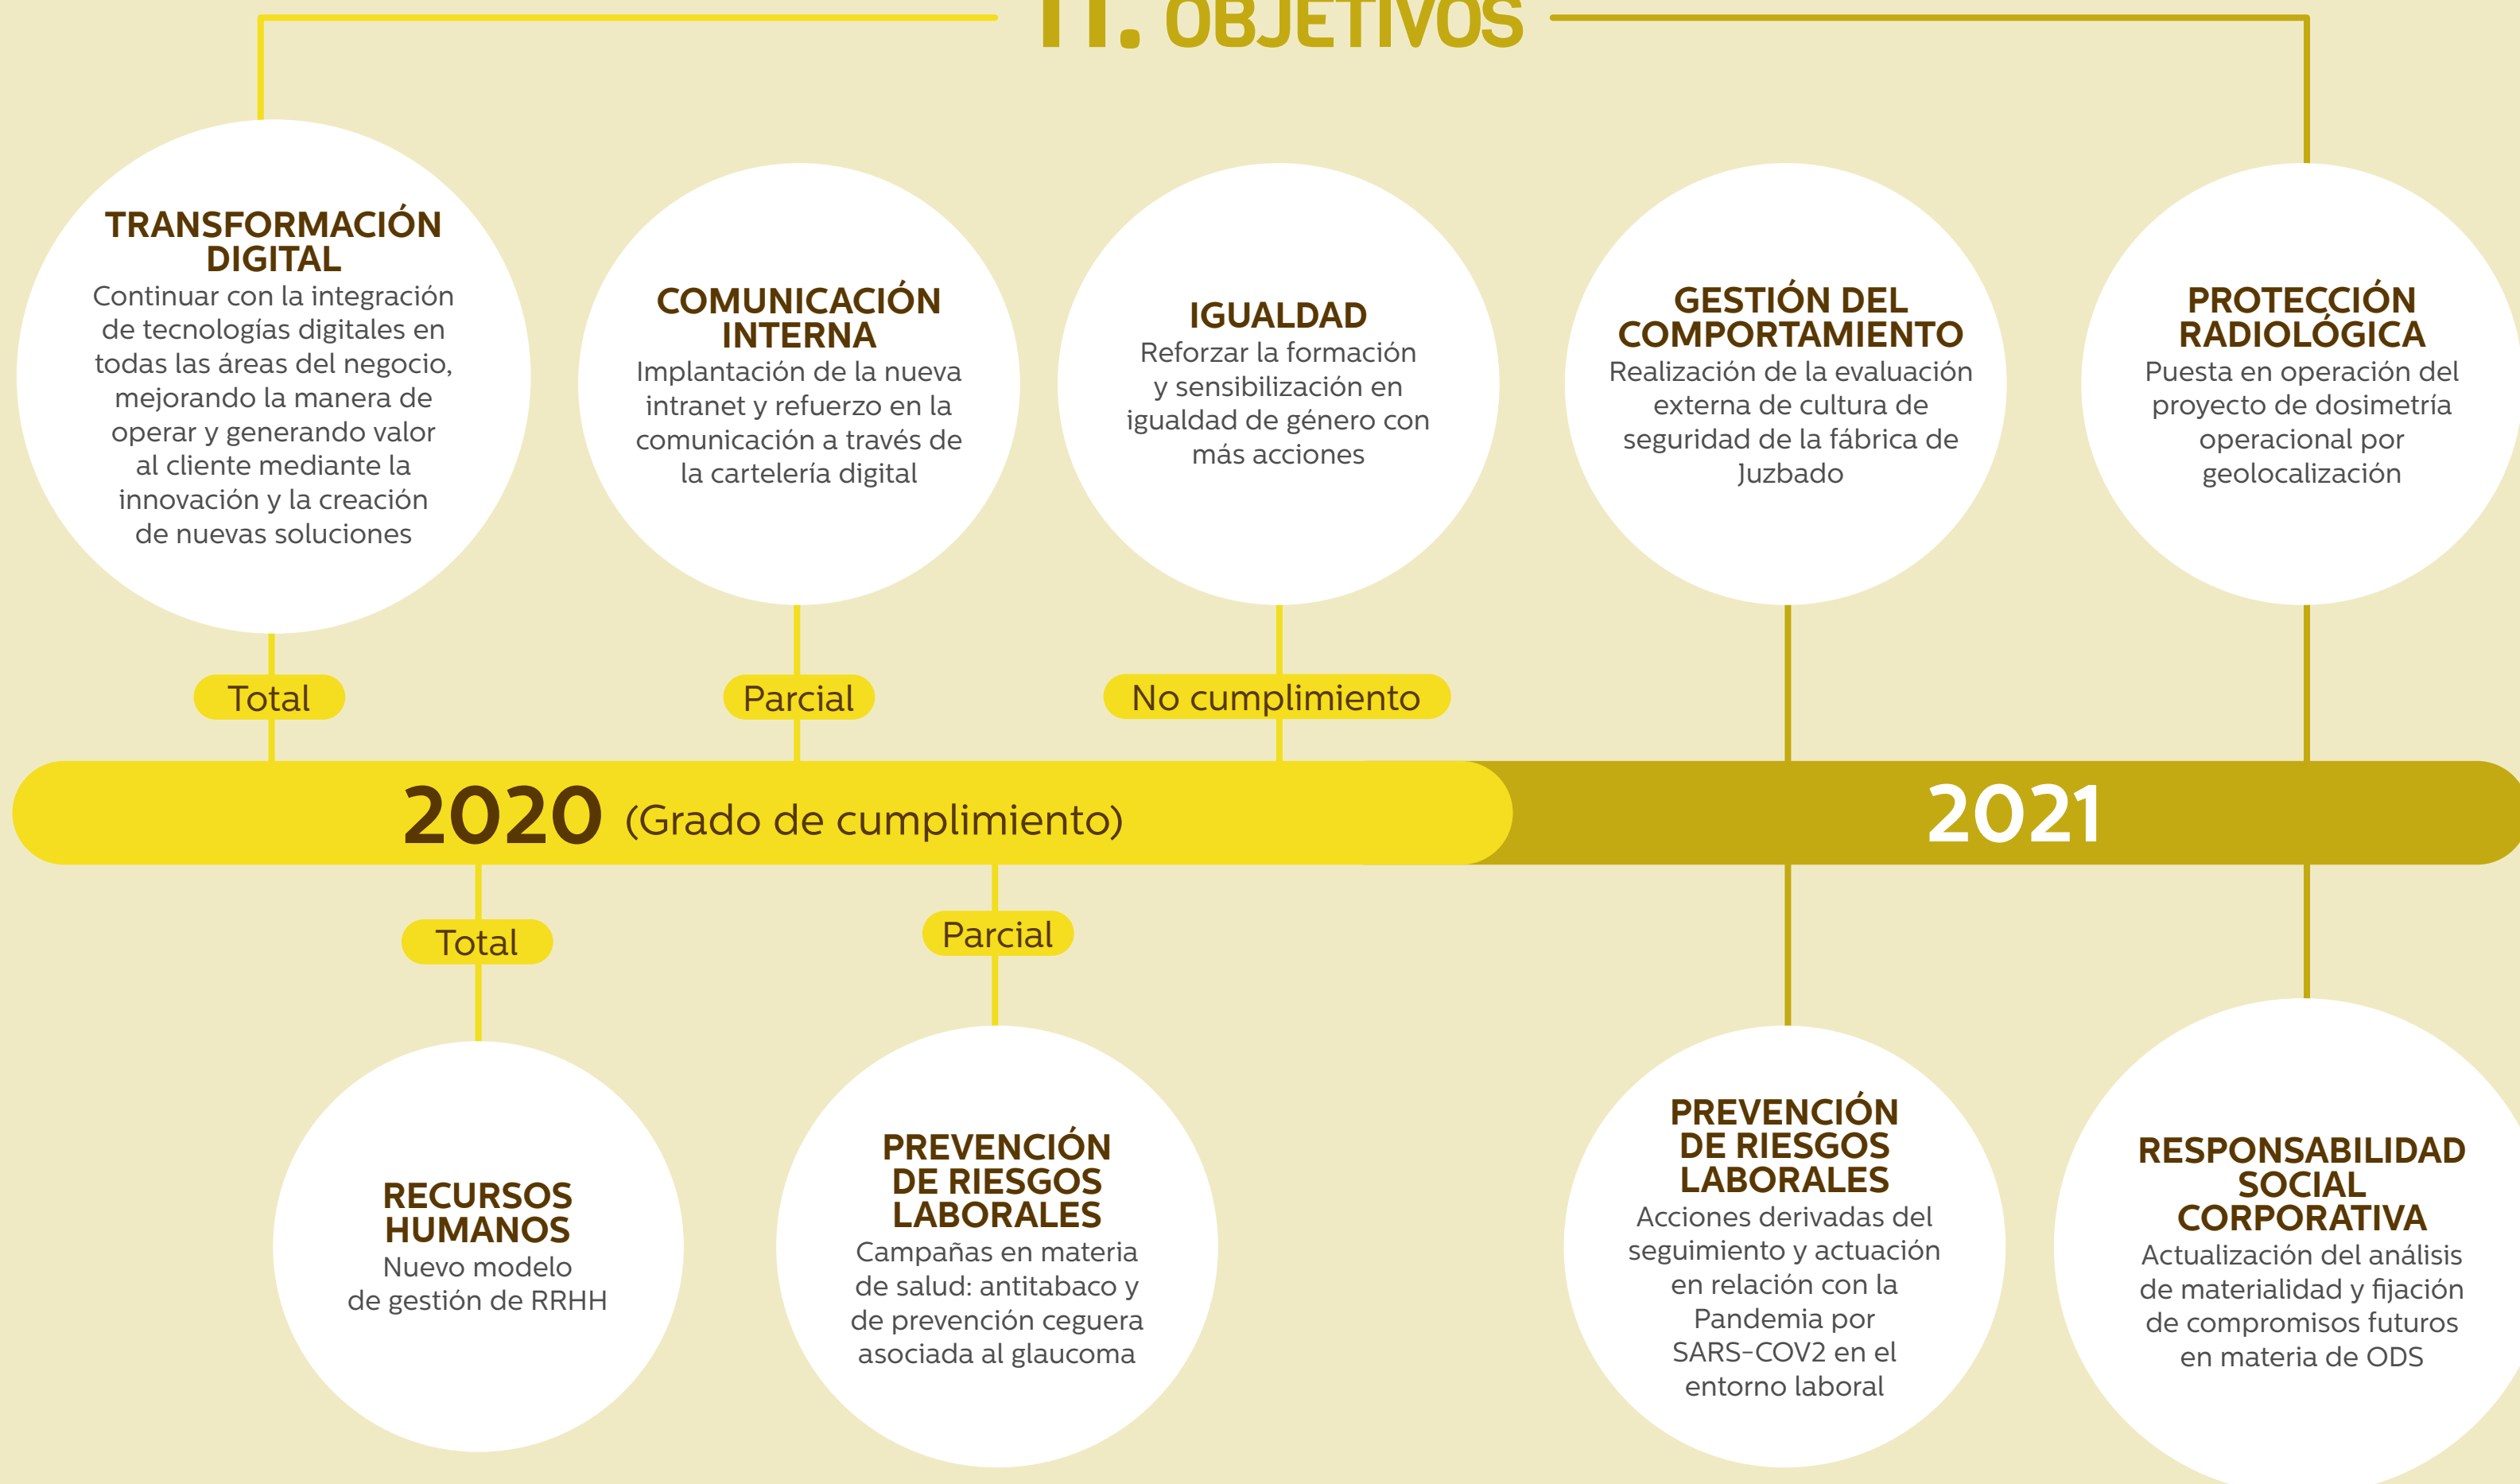 OBJETIVOS
TRANSFORMACIÓN
DIGITAL
Continuar con la integración
de tecnologías digitales en
todas las áreas del negocio,
mejorando la manera de
operar y generando valor
al cliente mediante la
innovación y la creación
de nuevas soluciones
COMUNICACIÓN
INTERNA
Implantación de la nueva
intranet y refuerzo en la
comunicación a través de
la cartelería digital
IGUALDAD
Reforzar la formación
y sensibilización en
igualdad de género con
más acciones
GESTIÓN DEL
COMPORTAMIENTO
Realización de la evaluación
externa de cultura de
seguridad de la fábrica de
Juzbado
PROTECCIÓN
RADIOLÓGICA
Puesta en operación del
proyecto de dosimetría
operacional por
geolocalización
Total
Parcial
No cumplimiento
2020 (Grado de cumplimiento)
2021
Total
Parcial
RECURSOS
HUMANOS
Nuevo modelo
de gestión de RRHH
PREVENCIÓN
DE RIESGOS
LABORALES
Campañas en materia
de salud: antitabaco y
de prevención ceguera
asociada al glaucoma
PREVENCIÓN
DE RIESGOS
LABORALES
Acciones derivadas del
seguimiento y actuación
en relación con la
Pandemia por
SARS-COV2 en el
entorno laboral
RESPONSABILIDAD
SOCIAL
CORPORATIVA
Actualización del análisis
de materialidad y fijación
de compromisos futuros
en materia de ODS